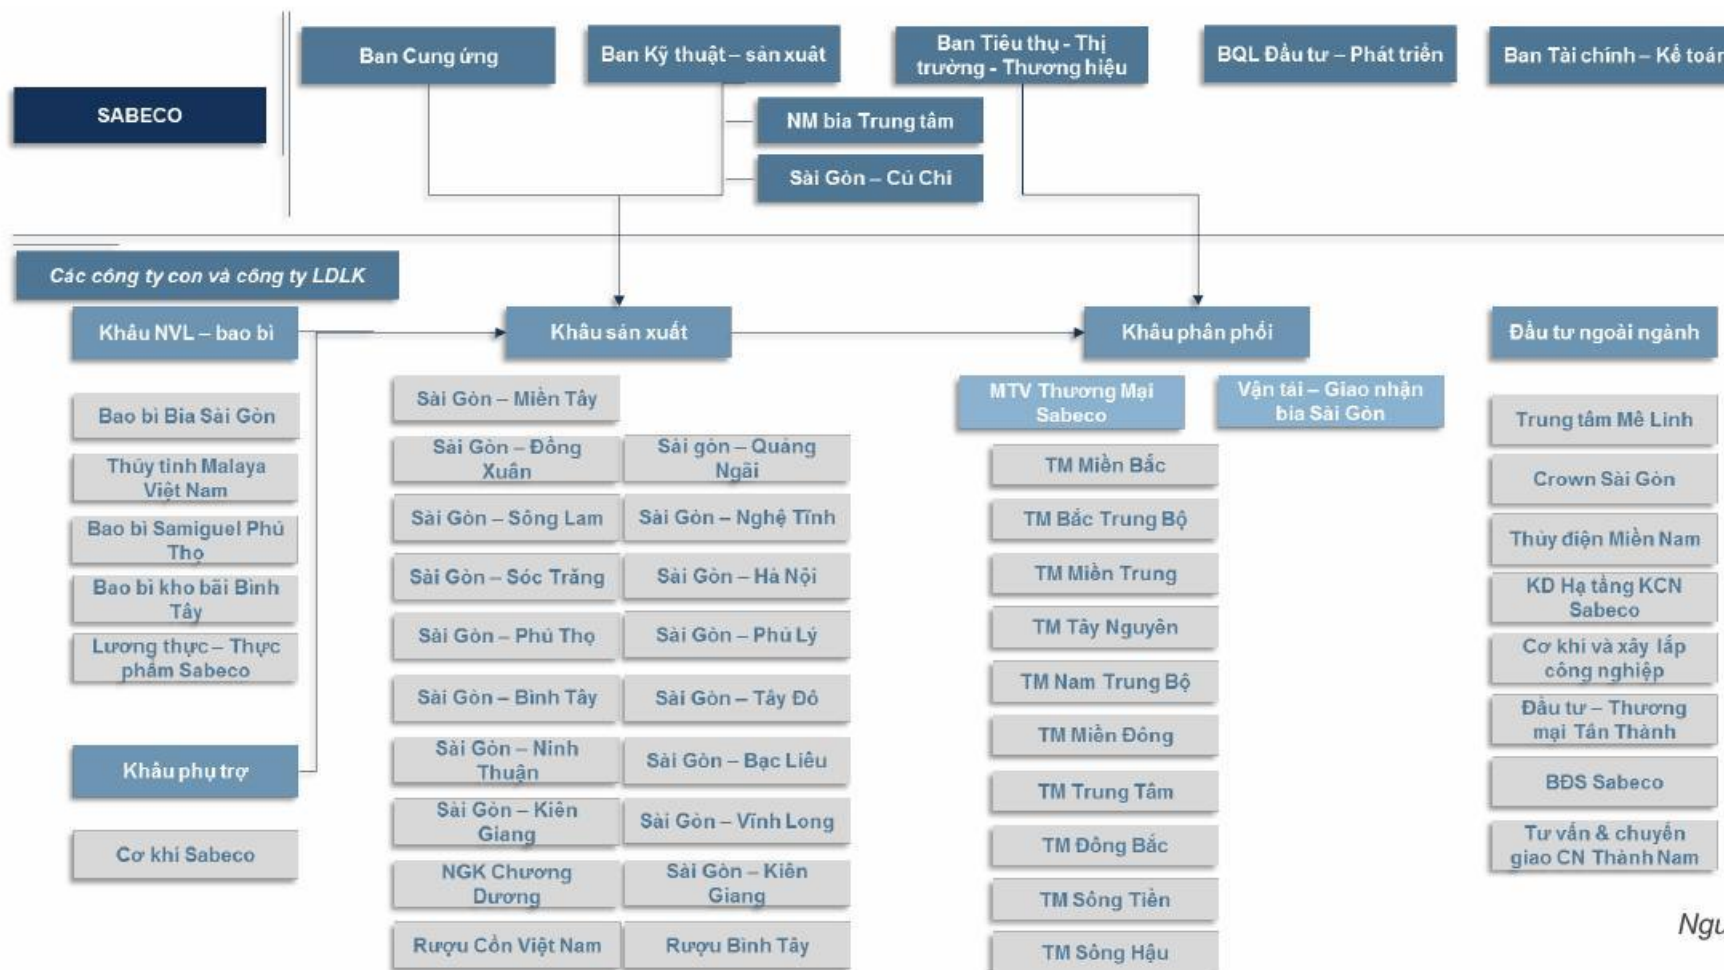 Ban Cung ứng
Ban Kỹ thuật – sản xuất
Ban Tiêu thụ - Thị
trường - Thương hiệu
BQL Đầu tư – Phát triển
Ban Tài chính – Kế toán
SABECO
NM bia Trung tâm
Sài Gòn – Củ Chi
Các công ty con và công ty LDLK
Khâu NVL – bao bì
Khâu sản xuất
Khâu phân phối
Đầu tư ngoài ngành
Bao bì Bia Sài Gòn
Thủy tinh Malaya
Việt Nam
Bao bì Samiguel Phú
Thọ
Bao bì kho bãi Bình
Tây
Lương thực – Thực
phẩm Sabeco
Khâu phụ trợ
Cơ khí Sabeco
Sài Gòn – Miền Tây
Sài Gòn – Đồng
Xuân
Sài gòn – Quảng
Ngãi
Sài Gòn – Sông Lam
Sài Gòn – Nghệ Tĩnh
Sài Gòn – Sóc Trăng
Sài Gòn – Hà Nội
Sài Gòn – Phú Thọ
Sài Gòn – Phủ Lý
Sài Gòn – Bình Tây
Sài Gòn – Tây Đô
Sài Gòn – Ninh
Thuận
Sài Gòn – Bạc Liêu
Sài Gòn – Kiên
Giang
Sài Gòn – Vĩnh Long
NGK Chương
Dương
Sài Gòn – Kiên
Giang
Rượu Cồn Việt Nam
Rượu Bình Tây
MTV Thương Mại
Sabeco
Vận tải – Giao nhận
bia Sài Gòn
TM Miền Bắc
TM Bắc Trung Bộ
TM Miền Trung
TM Tây Nguyên
TM Nam Trung Bộ
TM Miền Đông
TM Trung Tâm
TM Đông Bắc
TM Sông Tiền
TM Sông Hậu
Trung tâm Mê Linh
Crown Sài Gòn
Thủy điện Miền Nam
KD Hạ tầng KCN
Sabeco
Cơ khí và xây lắp
công nghiệp
Đầu tư – Thương
mại Tân Thành
BĐS Sabeco
Tư vấn & chuyển
giao CN Thành Nam